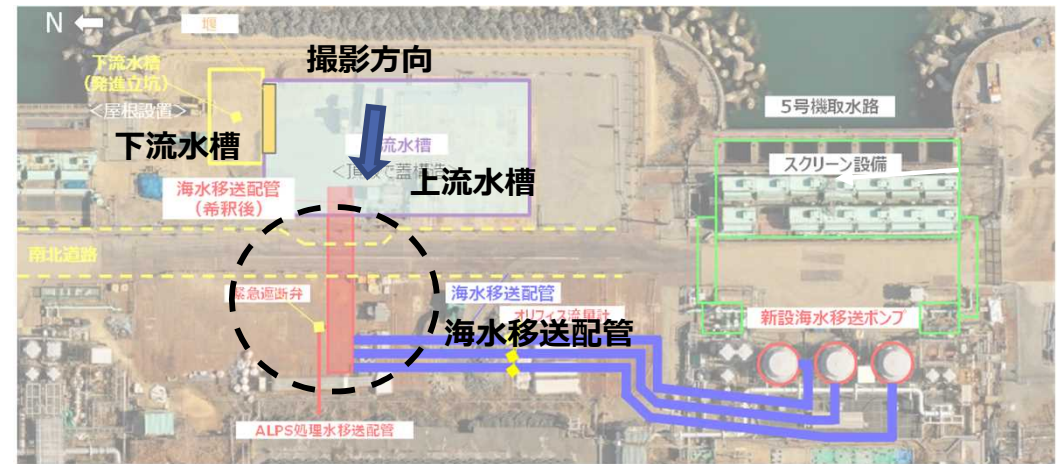 N
堰
下流水槽
(発進立坑)
<屋根設置>
下流水槽
撮影方向
流水槽
上流水槽
5号機取水路
スクリーン設備
海水移送配管
(希釈後)
南北道路
緊急遮断弁
海水移送配管
オリフィス流量計
海水移送配管
新設海水移送ポンプ
ALPS処理水移送配管